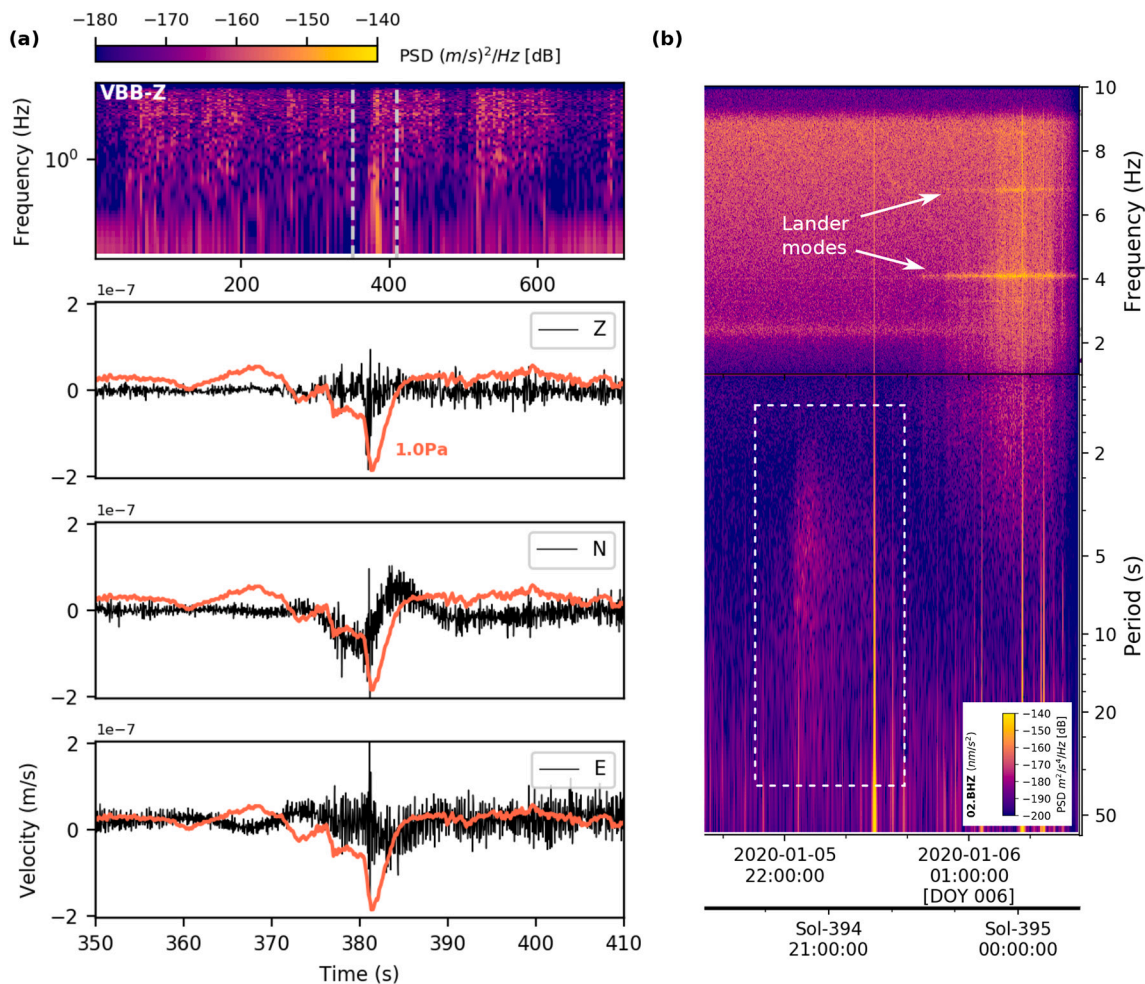 (a)
−180 −170 −160 −150 −140
PSD (m/s)²/Hz [dB]
VBB-Z
Frequency (Hz)
10⁰
200 400 600
1e−7
2
0
−2
Z
1.0Pa
1e−7
2
0
−2
N
1e−7
2
0
−2
E
Velocity (m/s)
350 360 370 380 390 400 410
Time (s)
(b)
10
8
6
4
2
Frequency (Hz)
Lander
modes
2
5
10
20
50
Period (s)
02.BHZ (nm/s²)
−140
−150
−160
−170
−180
−190
−200
PSD m²/s⁴/Hz [dB]
2020-01-05 2020-01-06
22:00:00 01:00:00
[DOY 006]
Sol-394 Sol-395
21:00:00 00:00:00